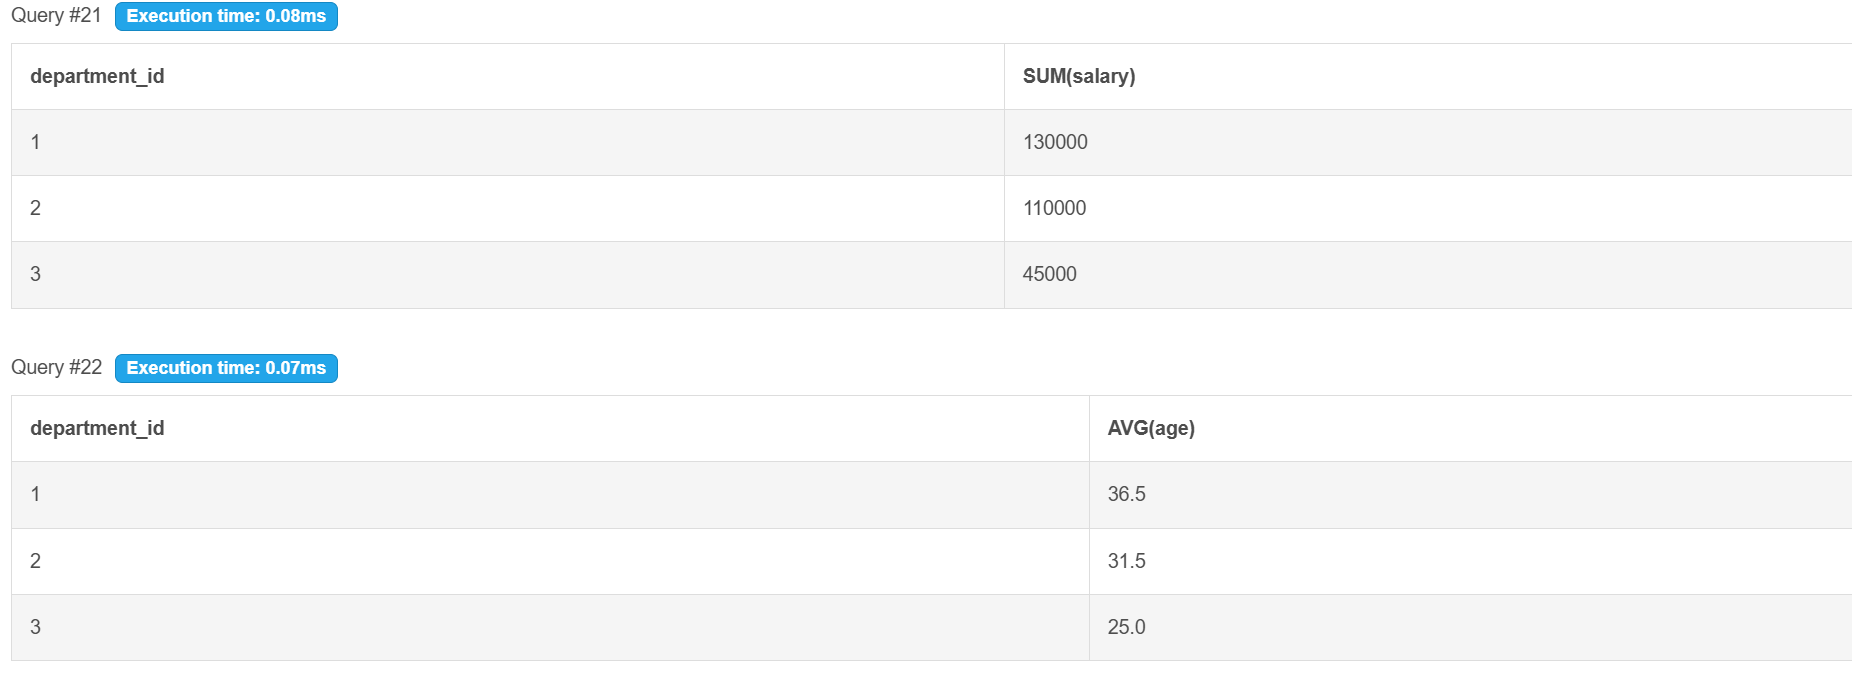 Query #21 Execution time: 0.08ms
department_id SUM(salary)
1 130000
2 110000
3 45000
Query #22 Execution time: 0.07ms
department_id AVG(age)
1 36.5
2 31.5
3 25.0